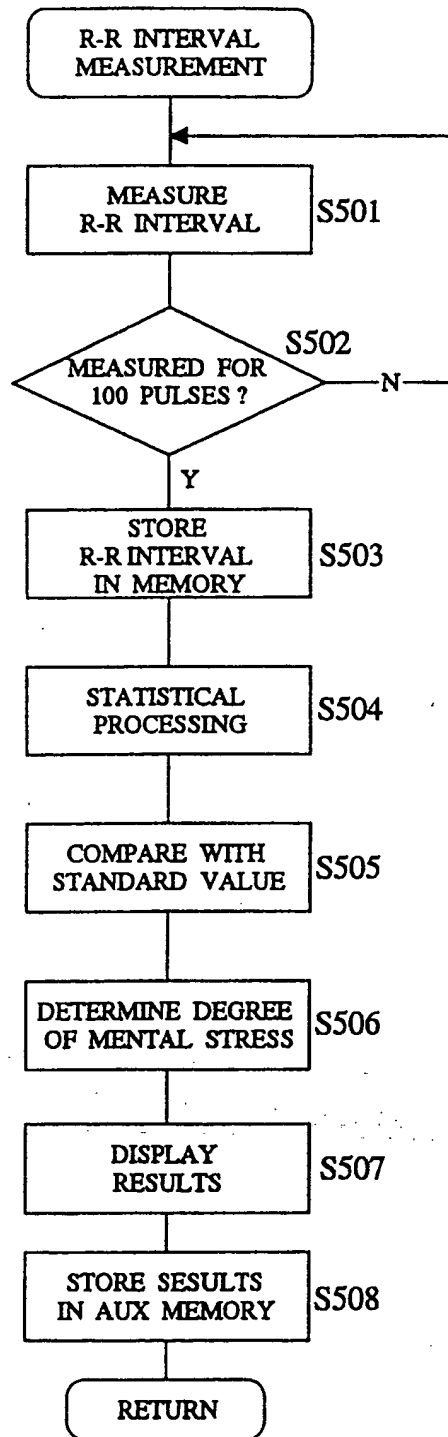 R-R INTERVAL
MEASUREMENT
MEASURE
R-R INTERVAL
S501
S502
MEASURED FOR
100 PULSES ?
N
Y
STORE
R-R INTERVAL
IN MEMORY
S503
STATISTICAL
PROCESSING
S504
COMPARE WITH
STANDARD VALUE
S505
DETERMINE DEGREE
OF MENTAL STRESS
S506
DISPLAY
RESULTS
S507
STORE SESULTS
IN AUX MEMORY
S508
RETURN